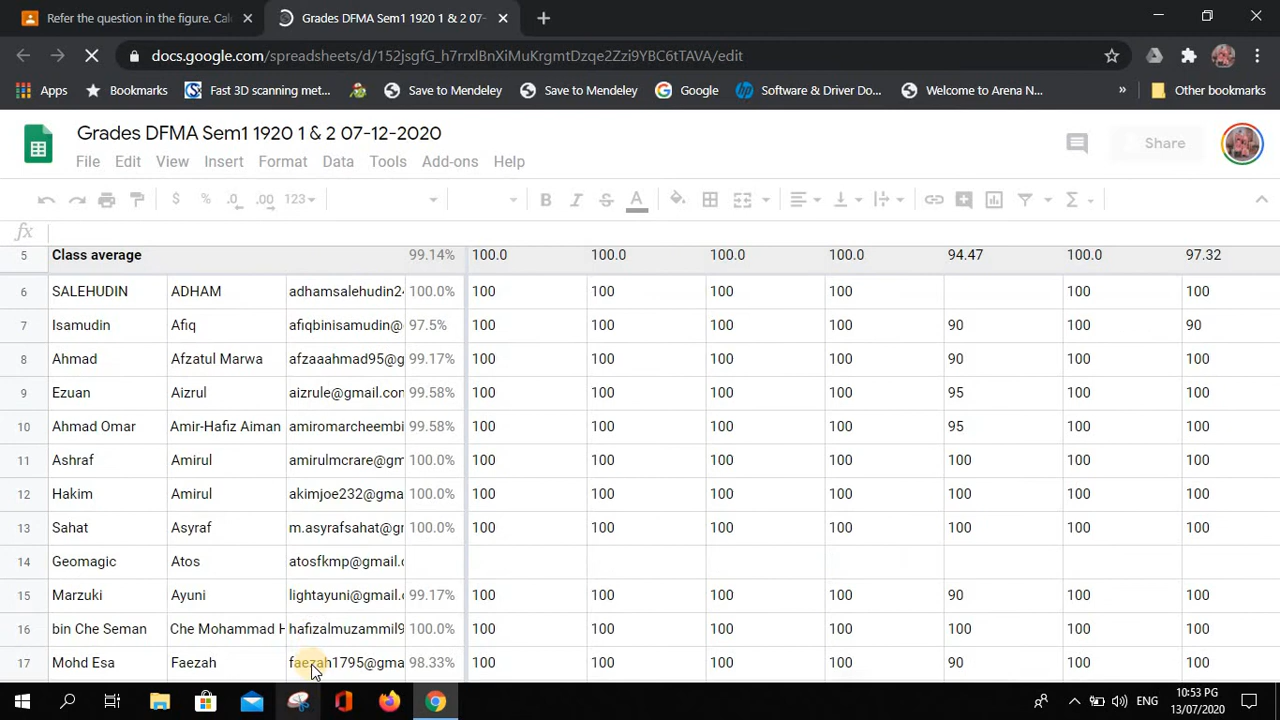 Refer the question in the figure. Cal
Grades DFMA Sem1 1920 1 & 2 07-
docs.google.com/spreadsheets/d/152jsgfG_h7rrxlBnXiMuKrgmtDzqe2Zzi9YBC6tTAVA/edit
Apps Bookmarks Fast 3D scanning met... Save to Mendeley Save to Mendeley Google Software & Driver Do... Welcome to Arena N... » Other bookmarks
Grades DFMA Sem1 1920 1 & 2 07-12-2020
Share
File Edit View Insert Format Data Tools Add-ons Help
$ % .0 .00 123 B I S A Σ
fx
5 Class average 99.14% 100.0 100.0 100.0 100.0 94.47 100.0 97.32
6 SALEHUDIN ADHAM adhamsalehudin24 100.0% 100 100 100 100 100 100
7 Isamudin Afiq afiqbinisamudin@ 97.5% 100 100 100 100 90 100 90
8 Ahmad Afzatul Marwa afzaaahmad95@g 99.17% 100 100 100 100 90 100 100
9 Ezuan Aizrul aizrule@gmail.con 99.58% 100 100 100 100 95 100 100
10 Ahmad Omar Amir-Hafiz Aiman amiromarcheembi 99.58% 100 100 100 100 95 100 100
11 Ashraf Amirul amirulmcrare@gm 100.0% 100 100 100 100 100 100 100
12 Hakim Amirul akimjoe232@gma 100.0% 100 100 100 100 100 100 100
13 Sahat Asyraf m.asyrafsahat@gr 100.0% 100 100 100 100 100 100 100
14 Geomagic Atos atosfkmp@gmail.c
15 Marzuki Ayuni lightayuni@gmail.c 99.17% 100 100 100 100 90 100 100
16 bin Che Seman Che Mohammad H hafizalmuzammil9 100.0% 100 100 100 100 100 100 100
17 Mohd Esa Faezah faezah1795@gma 98.33% 100 100 100 100 90 100 100
ENG
10:53 PG
13/07/2020